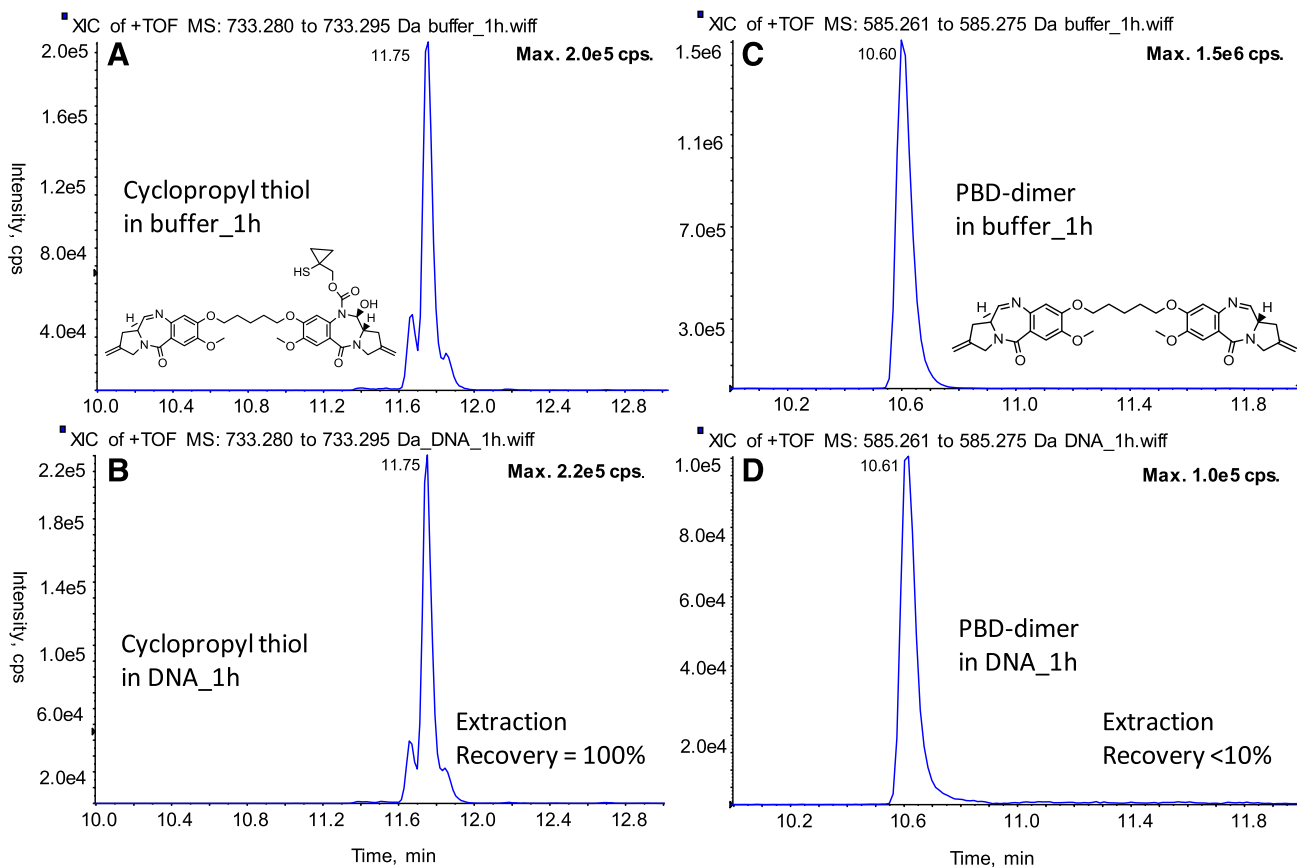 XIC of +TOF MS: 733.280 to 733.295 Da buffer_1h.wiff
A
Max. 2.0e5 cps.
11.75
2.0e5
1.6e5
1.2e5
8.0e4
4.0e4
Intensity, cps
Cyclopropyl thiol
in buffer_1h
HS
O
O
OH
N
H
H
N
O
O
N
O
O
N
O
O
10.0 10.4 10.8 11.2 11.6 12.0 12.4 12.8
XIC of +TOF MS: 585.261 to 585.275 Da buffer_1h.wiff
C
Max. 1.5e6 cps.
10.60
1.5e6
1.1e6
7.0e5
3.0e5
PBD-dimer
in buffer_1h
H
N
O
O
N
H
N
O
O
N
O
O
10.2 10.6 11.0 11.4 11.8
XIC of +TOF MS: 733.280 to 733.295 Da_DNA_1h.wiff
B
Max. 2.2e5 cps.
11.75
2.2e5
1.8e5
1.4e5
1.0e5
6.0e4
2.0e4
Intensity, cps
Cyclopropyl thiol
in DNA_1h
Extraction
Recovery = 100%
10.0 10.4 10.8 11.2 11.6 12.0 12.4 12.8
Time, min
XIC of +TOF MS: 585.261 to 585.275 Da DNA_1h.wiff
D
Max. 1.0e5 cps.
10.61
1.0e5
8.0e4
6.0e4
4.0e4
2.0e4
PBD-dimer
in DNA_1h
Extraction
Recovery <10%
10.2 10.6 11.0 11.4 11.8
Time, min